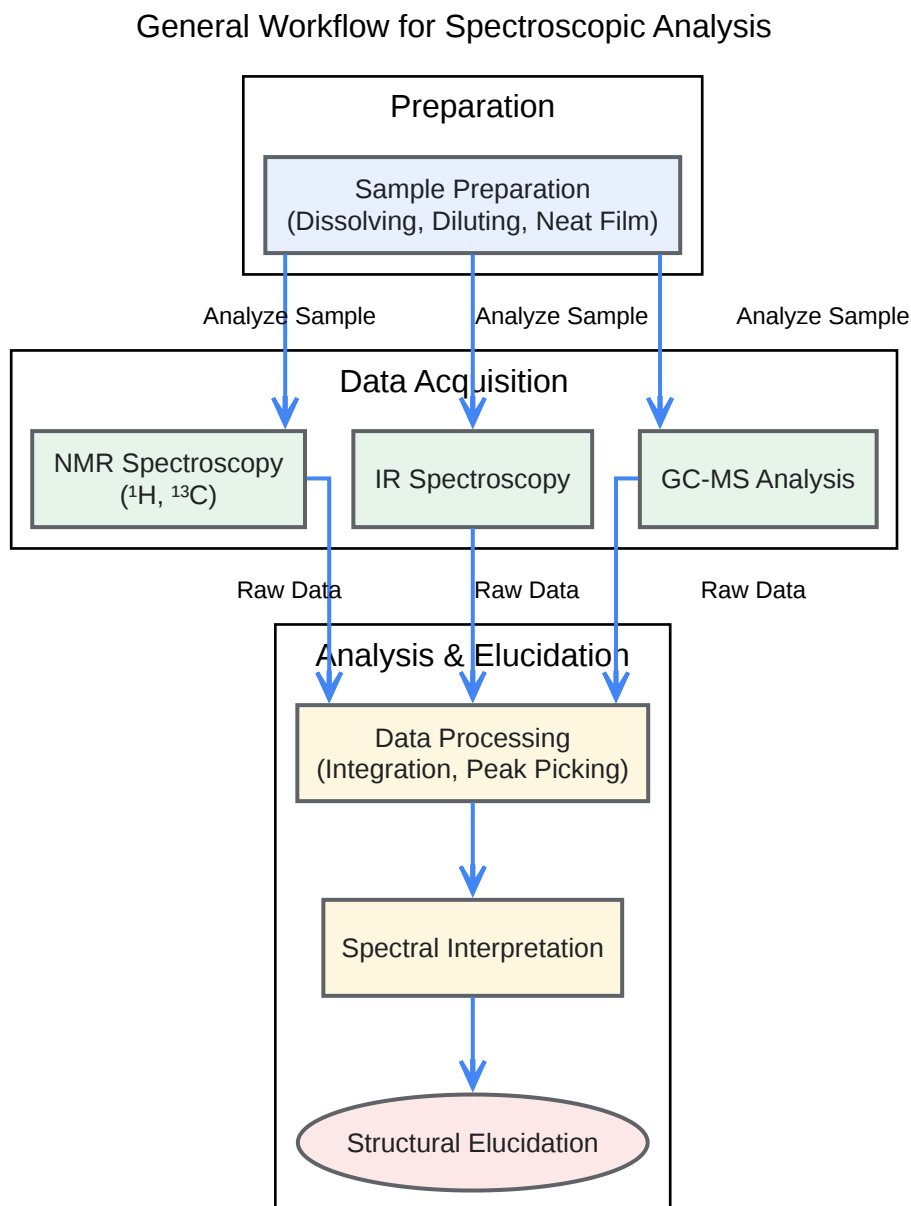 General Workflow for Spectroscopic Analysis
Preparation
Sample Preparation
(Dissolving, Diluting, Neat Film)
Analyze Sample
Analyze Sample
Analyze Sample
Data Acquisition
NMR Spectroscopy
(¹H, ¹³C)
IR Spectroscopy
GC-MS Analysis
Raw Data
Raw Data
Raw Data
Analysis & Elucidation
Data Processing
(Integration, Peak Picking)
Spectral Interpretation
Structural Elucidation